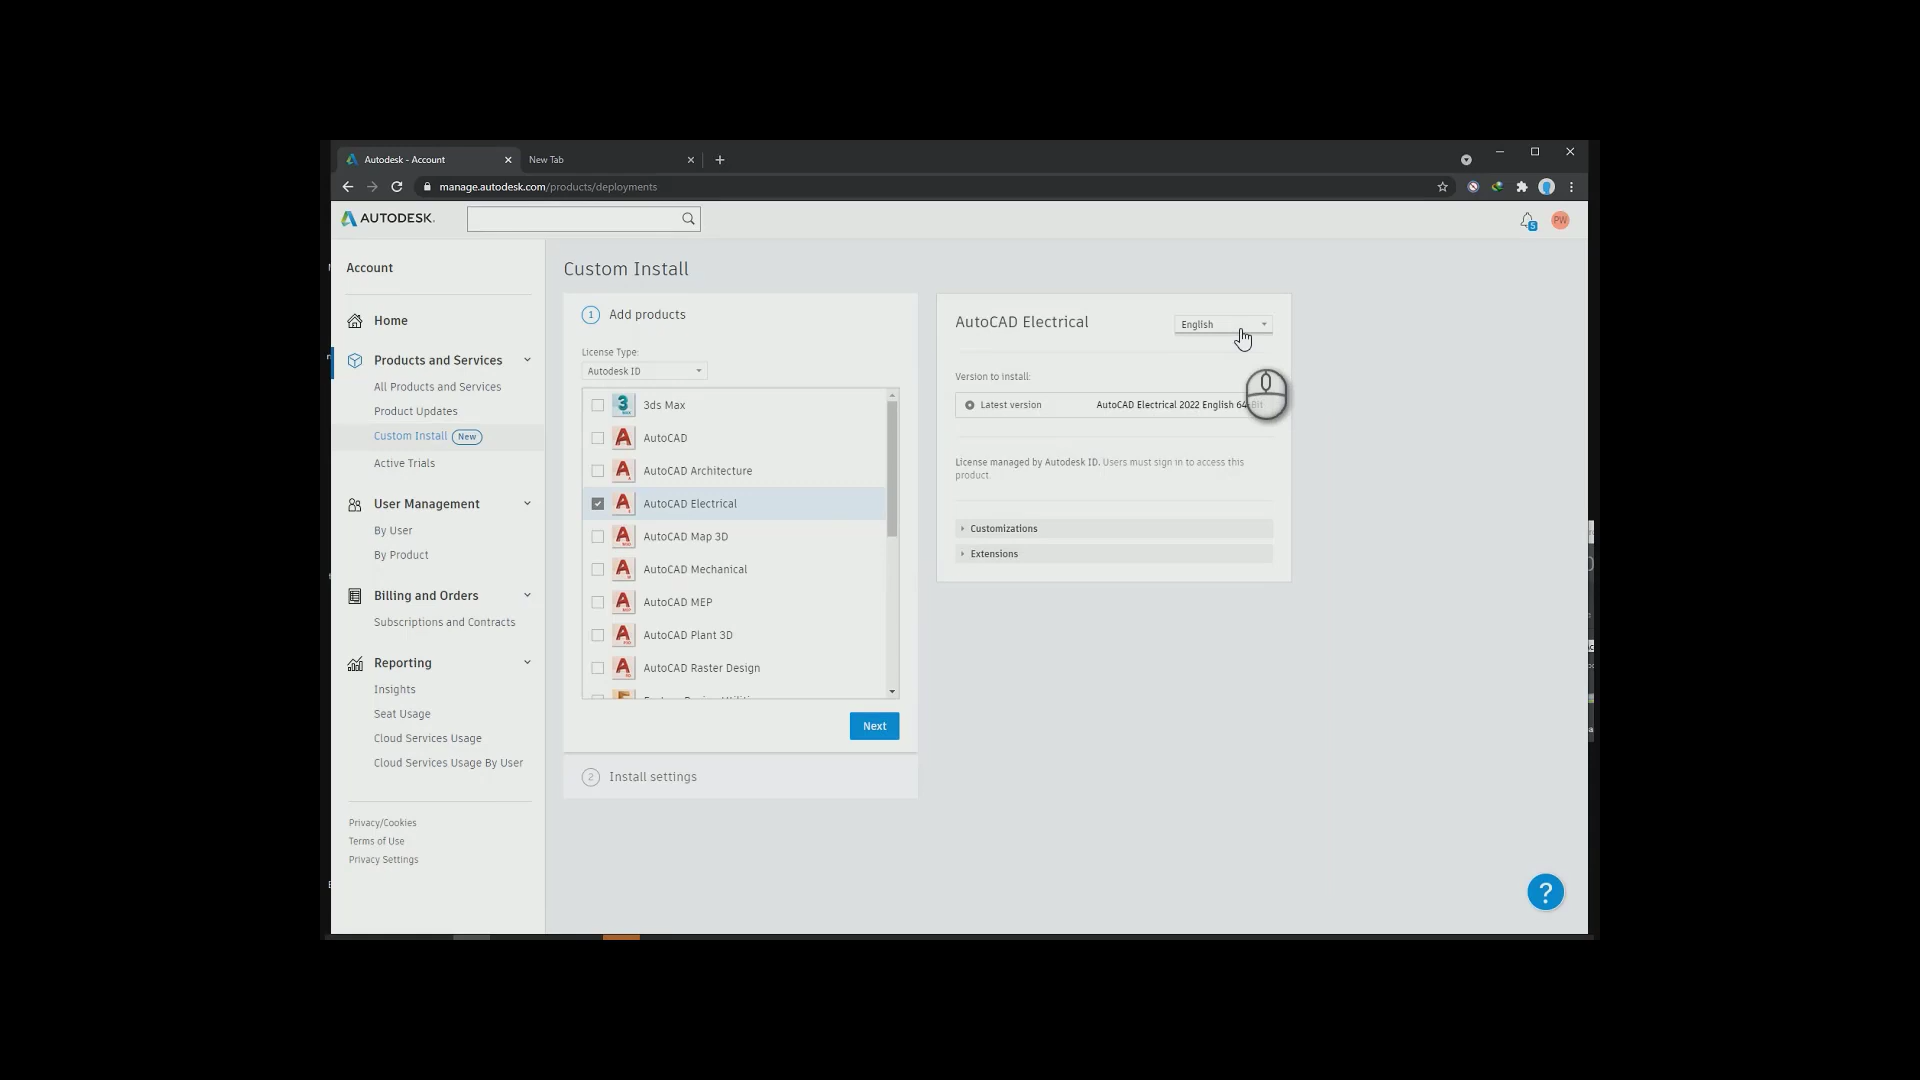 Autodesk - Account
New Tab
manage.autodesk.com/products/deployments
AUTODESK.
5
PW
Account
Home
Products and Services
All Products and Services
Product Updates
Custom Install New
Active Trials
User Management
By User
By Product
Billing and Orders
Subscriptions and Contracts
Reporting
Insights
Seat Usage
Cloud Services Usage
Cloud Services Usage By User
Privacy/Cookies
Terms of Use
Privacy Settings
Custom Install
1 Add products
License Type:
Autodesk ID
3ds Max
AutoCAD
AutoCAD Architecture
AutoCAD Electrical
AutoCAD Map 3D
AutoCAD Mechanical
AutoCAD MEP
AutoCAD Plant 3D
AutoCAD Raster Design
Next
2 Install settings
AutoCAD Electrical
English
Version to install:
Latest version AutoCAD Electrical 2022 English 64-Bit
License managed by Autodesk ID. Users must sign in to access this
product.
Customizations
Extensions
?